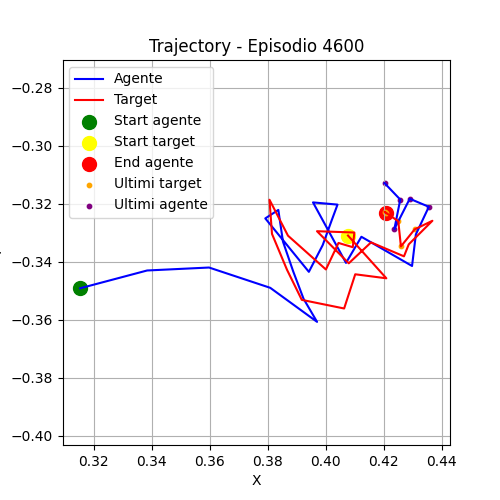 Trajectory - Episodio 4600
Agente
Target
Start agente
Start target
End agente
Ultimi target
Ultimi agente
−0.28
−0.30
−0.32
−0.34
−0.36
−0.38
−0.40
0.32 0.34 0.36 0.38 0.40 0.42 0.44
X